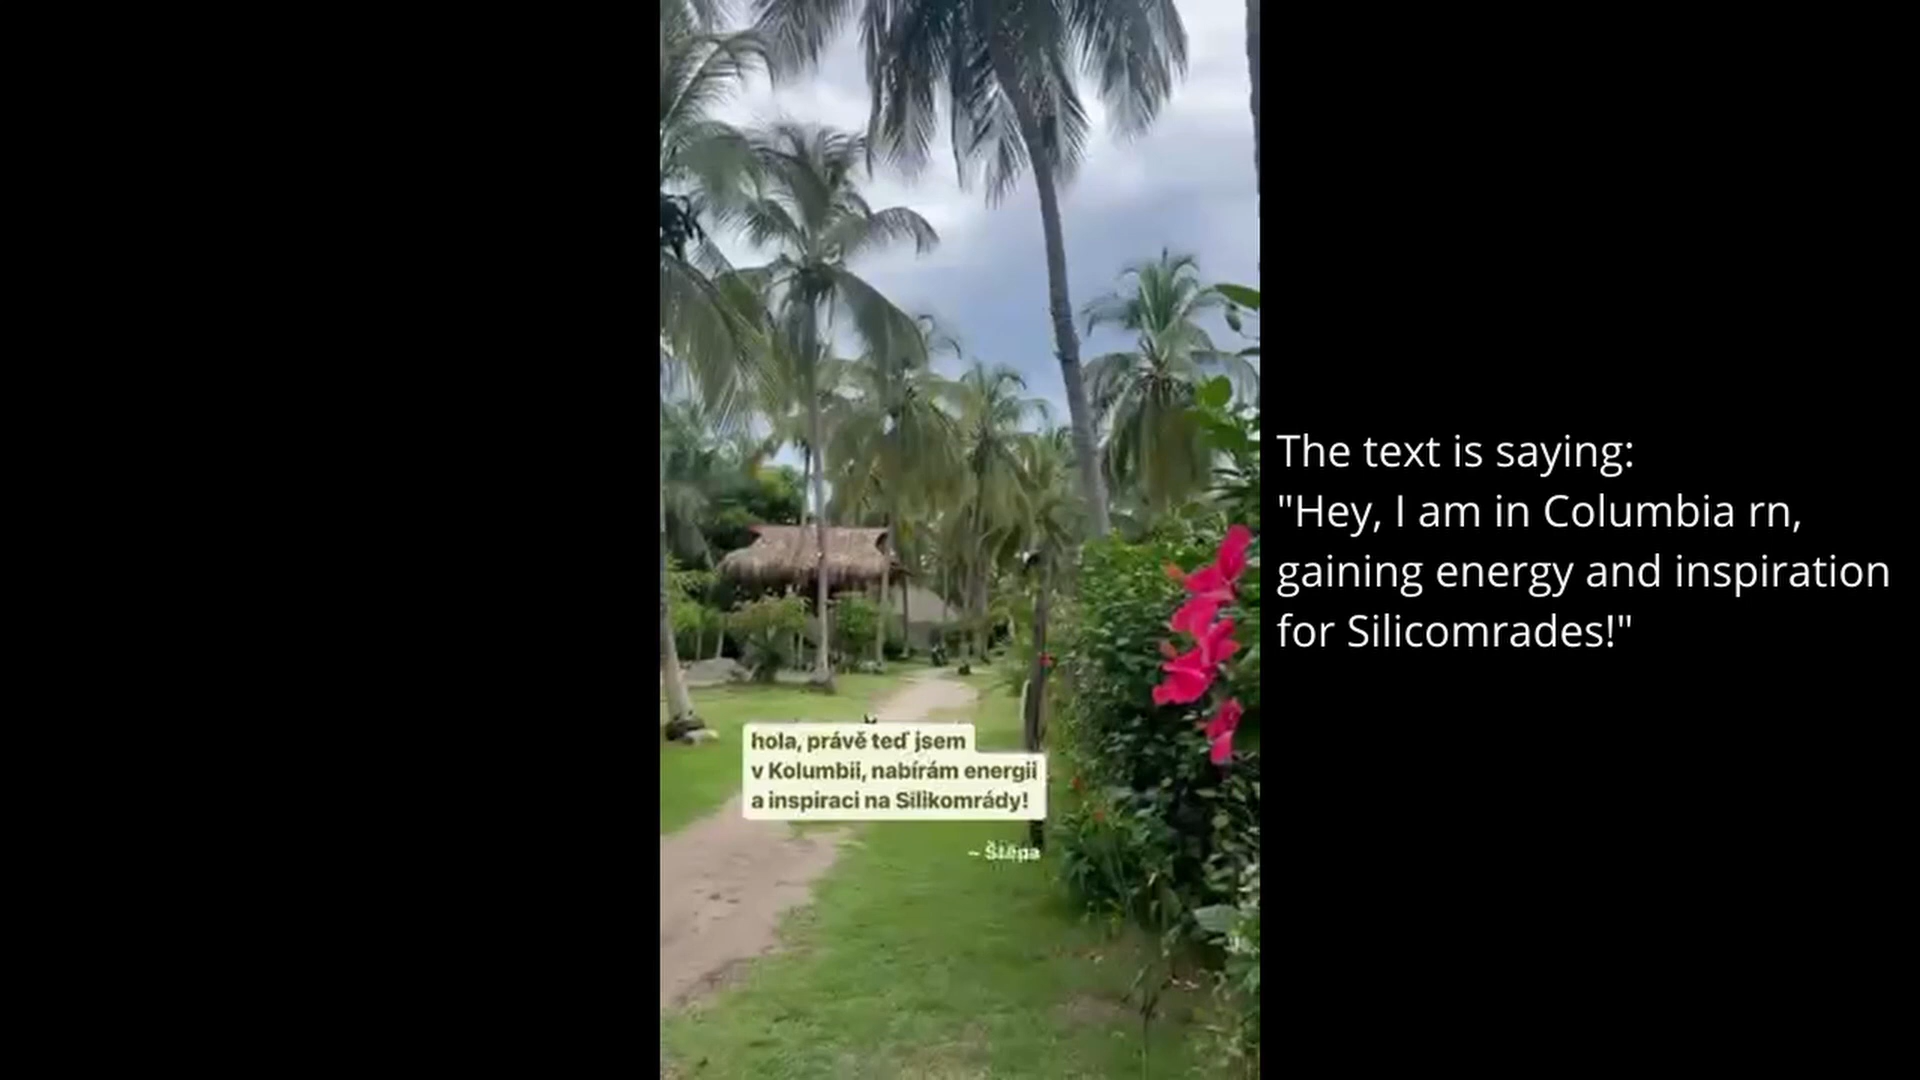 hola, právě teď jsem
v Kolumbii, nabírám energii
a inspiraci na Silikomrády!
~ Štěpa
The text is saying:
"Hey, I am in Columbia rn,
gaining energy and inspiration
for Silicomrades!"